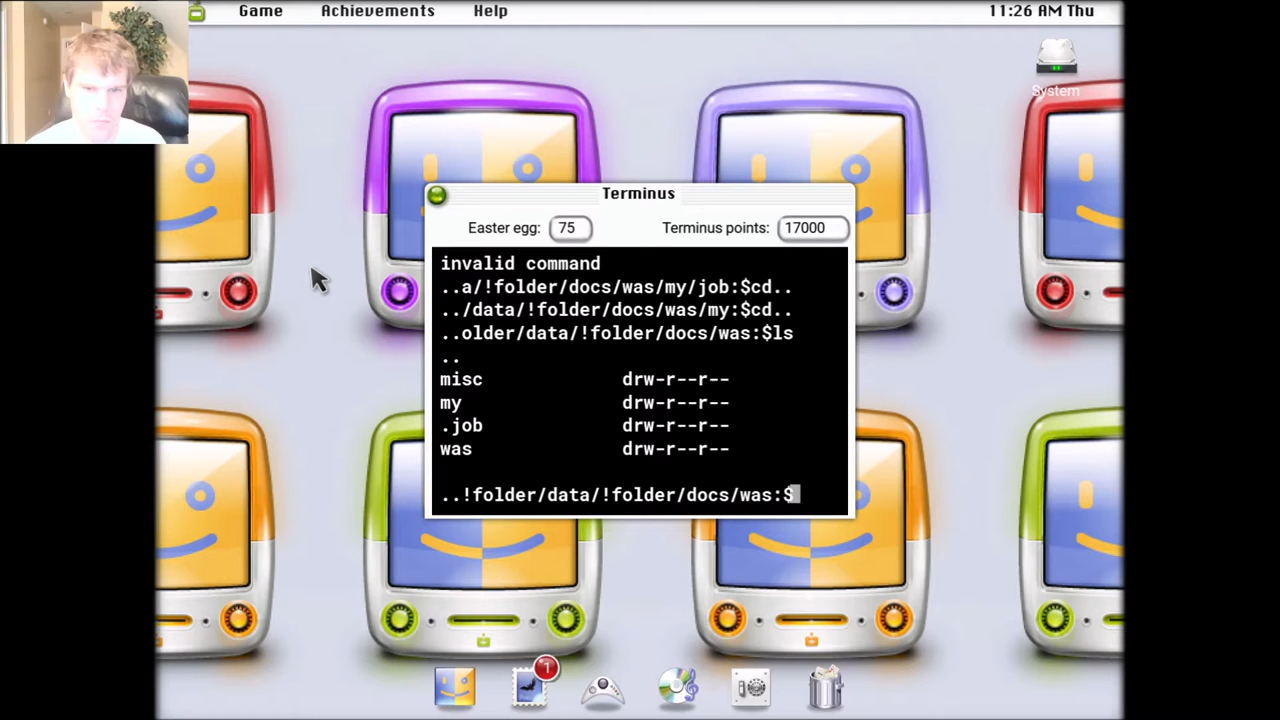 Game Achievements Help 11:26 AM Thu
System
Terminus
Easter egg: 75 Terminus points: 17000
invalid command
..a/!folder/docs/was/my/job:$cd..
../data/!folder/docs/was/my:$cd..
..older/data/!folder/docs/was:$ls
..
misc drw-r--r--
my drw-r--r--
.job drw-r--r--
was drw-r--r--
..!folder/data/!folder/docs/was:$
1